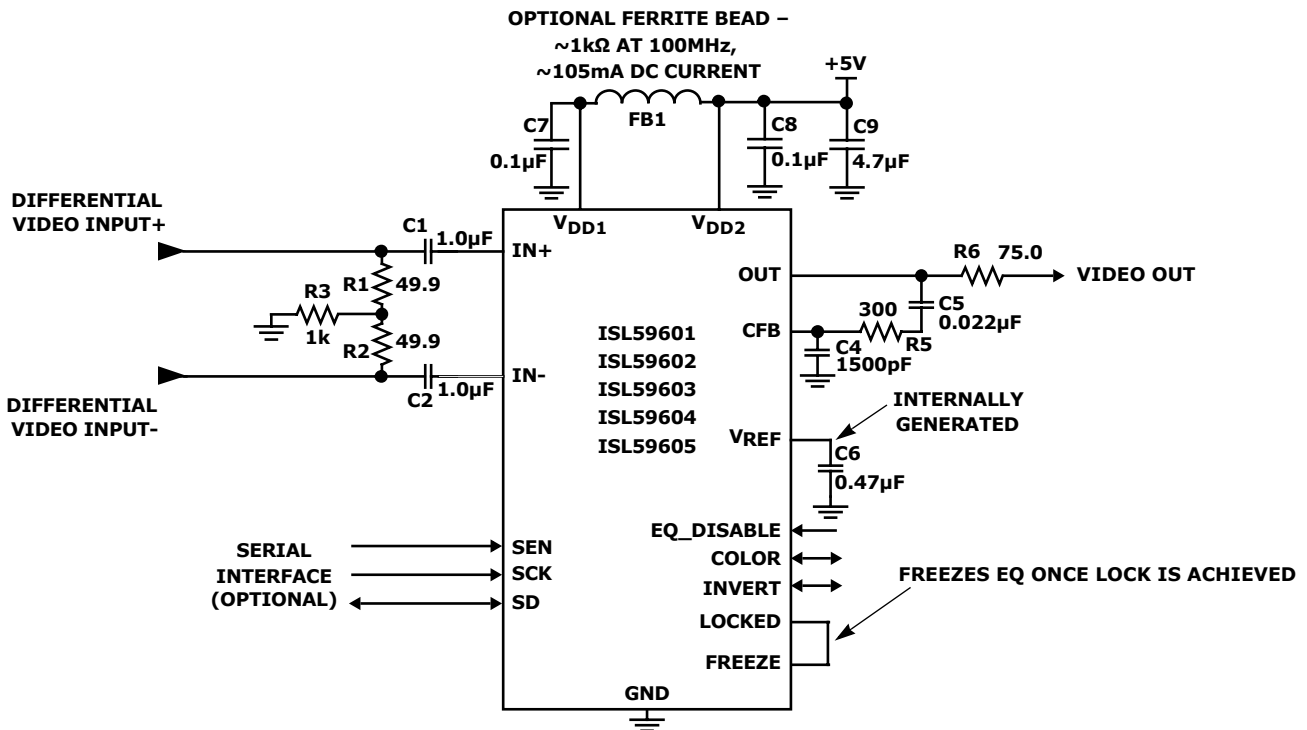 OPTIONAL FERRITE BEAD –
~1kΩ AT 100MHz,
~105mA DC CURRENT
+5V
C7
0.1µF
FB1
C8
0.1µF
C9
4.7µF
DIFFERENTIAL
VIDEO INPUT+
C1
1.0µF
VDD1
VDD2
IN+
R1
49.9
R3
1k
R2
49.9
IN-
C2
1.0µF
DIFFERENTIAL
VIDEO INPUT-
OUT
R6
75.0
VIDEO OUT
C5
0.022µF
CFB
300
R5
C4
1500pF
ISL59601
ISL59602
ISL59603
ISL59604
ISL59605
INTERNALLY
GENERATED
VREF
C6
0.47µF
SERIAL
INTERFACE
(OPTIONAL)
SEN
SCK
SD
EQ_DISABLE
COLOR
INVERT
LOCKED
FREEZE
FREEZES EQ ONCE LOCK IS ACHIEVED
GND